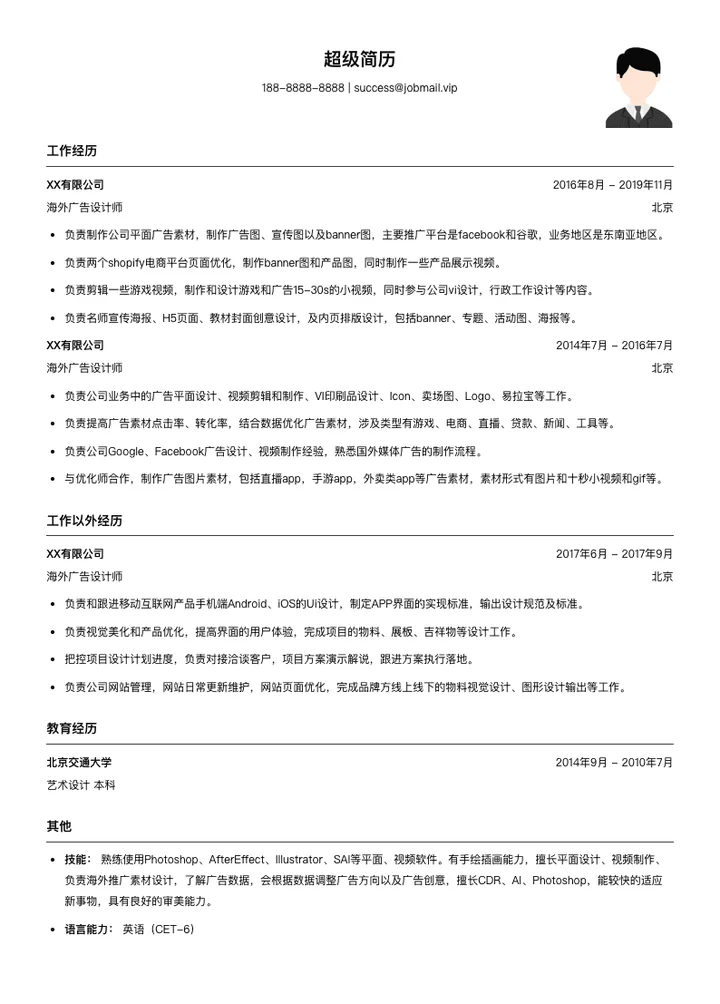 超级简历
188-8888-8888 | success@jobmail.vip
工作经历
XX有限公司 2016年8月 - 2019年11月
海外广告设计师 北京
• 负责制作公司平面广告素材，制作广告图、宣传图以及banner图，主要推广平台是facebook和谷歌，业务地区是东南亚地区。
• 负责两个shopify电商平台页面优化，制作banner图和产品图，同时制作一些产品展示视频。
• 负责剪辑一些游戏视频，制作和设计游戏和广告15-30s的小视频，同时参与公司vi设计，行政工作设计等内容。
• 负责名师宣传海报、H5页面、教材封面创意设计，及内页排版设计，包括banner、专题、活动图、海报等。
XX有限公司 2014年7月 - 2016年7月
海外广告设计师 北京
• 负责公司业务中的广告平面设计、视频剪辑和制作、VI印刷品设计、Icon、卖场图、Logo、易拉宝等工作。
• 负责提高广告素材点击率、转化率，结合数据优化广告素材，涉及类型有游戏、电商、直播、贷款、新闻、工具等。
• 负责公司Google、Facebook广告设计、视频制作经验，熟悉国外媒体广告的制作流程。
• 与优化师合作，制作广告图片素材，包括直播app，手游app，外卖类app等广告素材，素材形式有图片和十秒小视频和gif等。
工作以外经历
XX有限公司 2017年6月 - 2017年9月
海外广告设计师 北京
• 负责和跟进移动互联网产品手机端Android、iOS的Ui设计，制定APP界面的实现标准，输出设计规范及标准。
• 负责视觉美化和产品优化，提高界面的用户体验，完成项目的物料、展板、吉祥物等设计工作。
• 把控项目设计计划进度，负责对接洽谈客户，项目方案演示解说，跟进方案执行落地。
• 负责公司网站管理，网站日常更新维护，网站页面优化，完成品牌方线上线下的物料视觉设计、图形设计输出等工作。
教育经历
北京交通大学 2014年9月 - 2010年7月
艺术设计 本科
其他
• 技能： 熟练使用Photoshop、AfterEffect、Illustrator、SAI等平面、视频软件。有手绘插画能力，擅长平面设计、视频制作、
负责海外推广素材设计，了解广告数据，会根据数据调整广告方向以及广告创意，擅长CDR、AI、Photoshop，能较快的适应
新事物，具有良好的审美能力。
• 语言能力： 英语（CET-6）